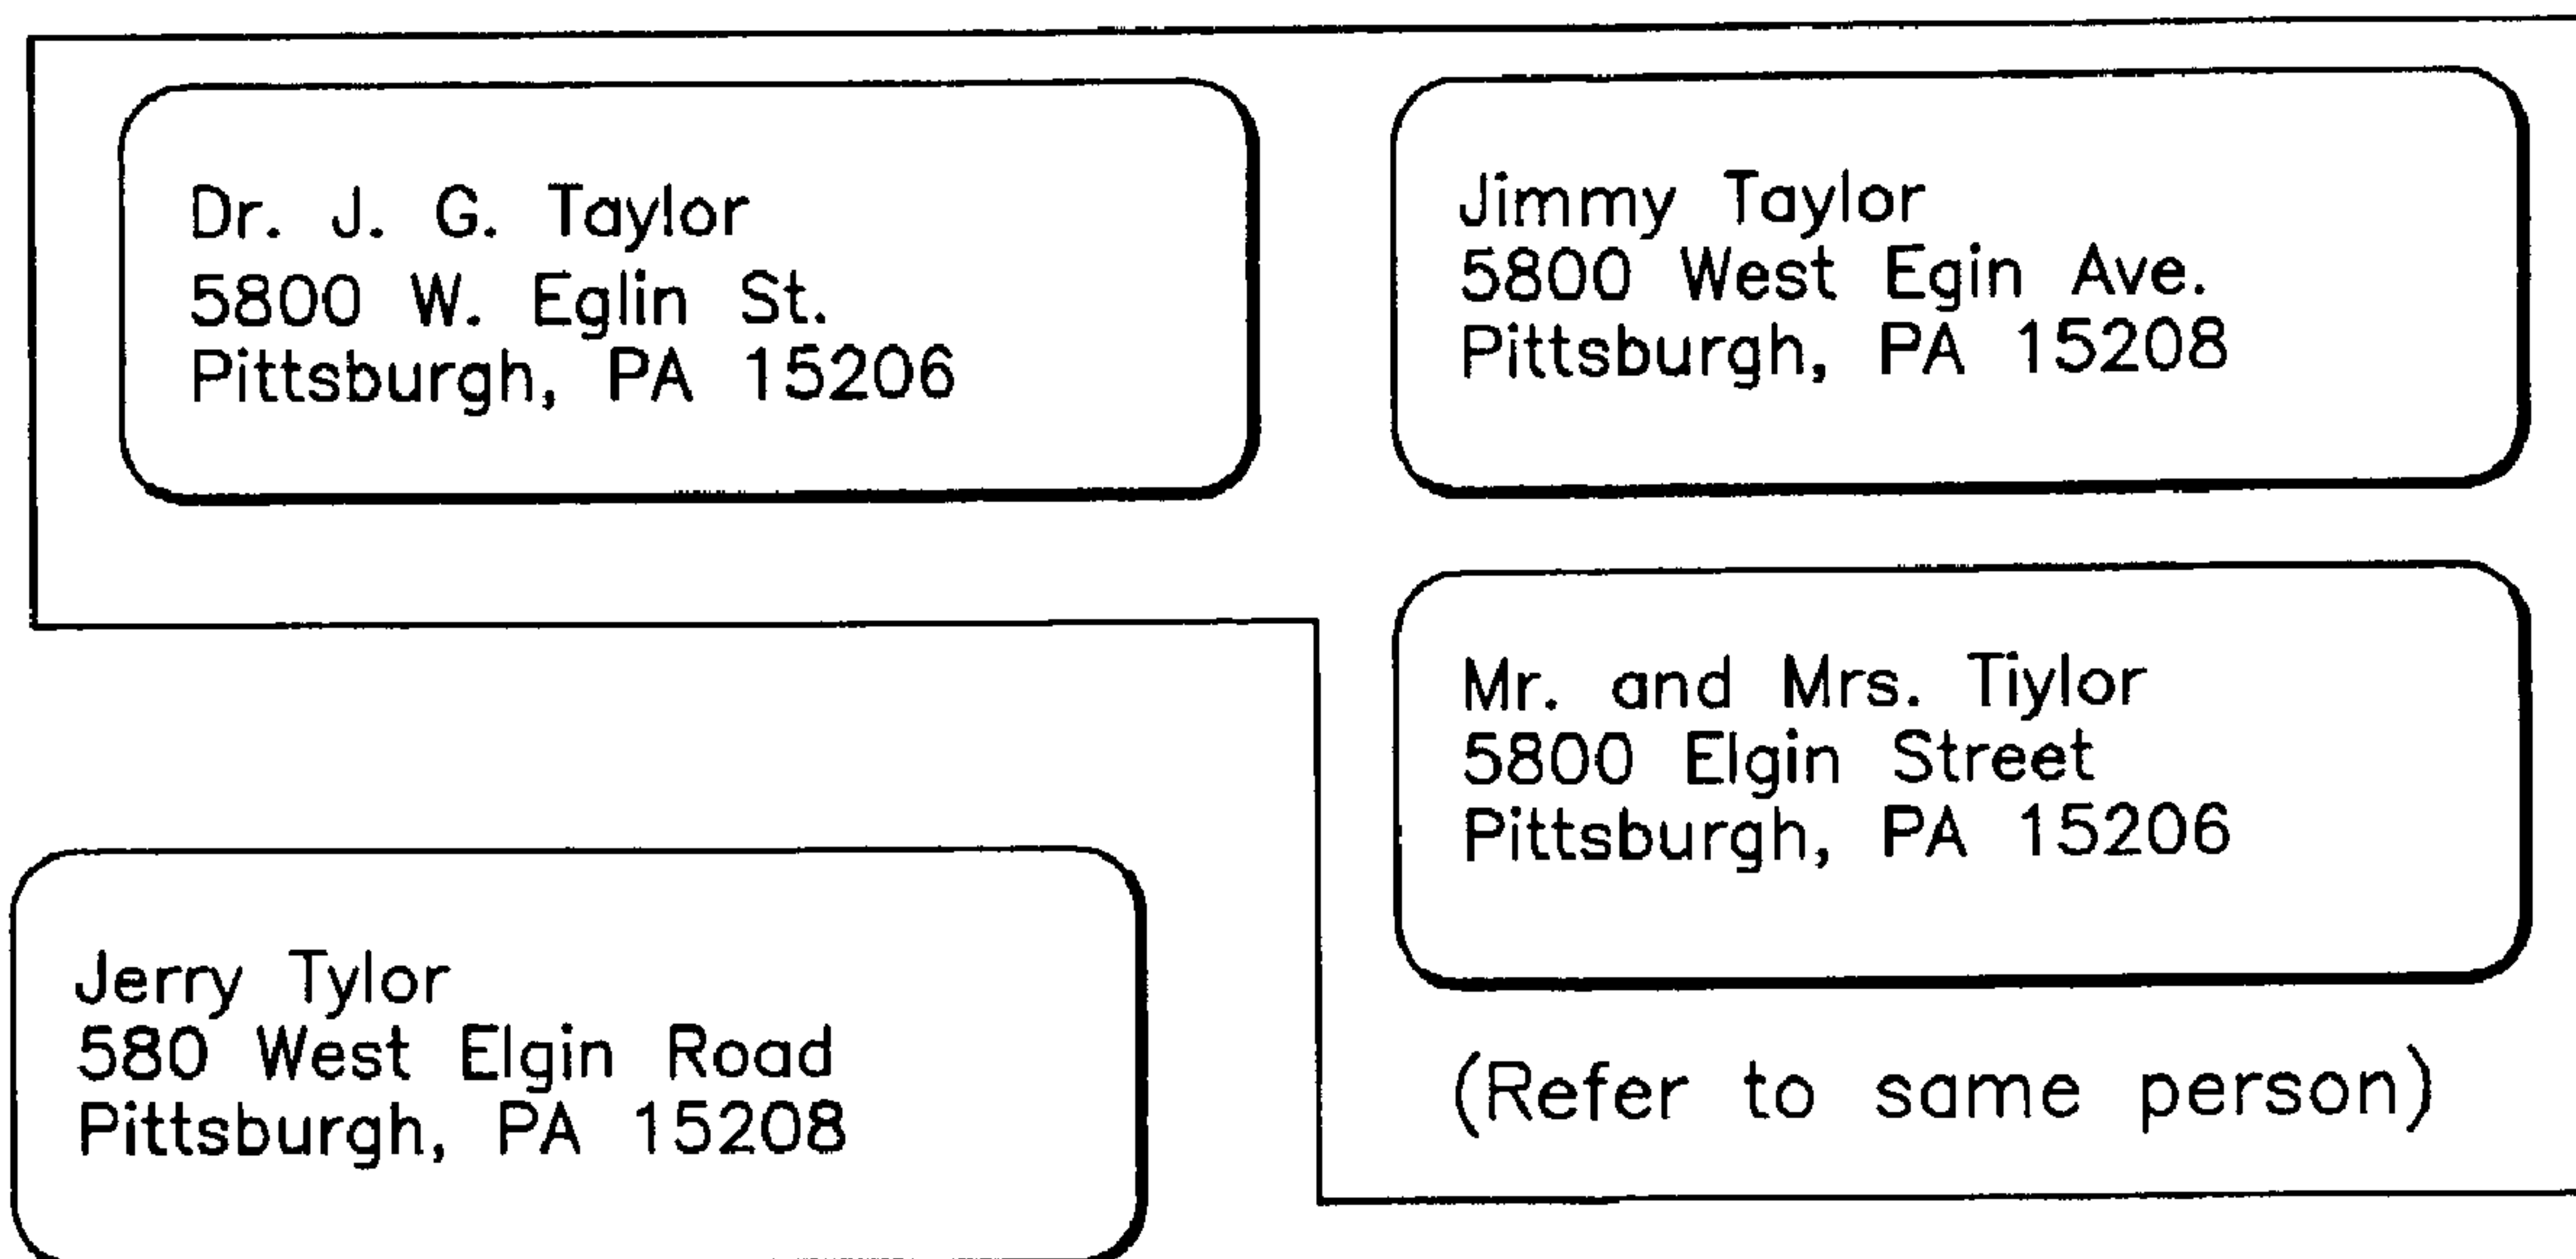 Dr. J. G. Taylor
5800 W. Eglin St.
Pittsburgh, PA 15206
Jimmy Taylor
5800 West Egin Ave.
Pittsburgh, PA 15208
Mr. and Mrs. Tiylor
5800 Elgin Street
Pittsburgh, PA 15206
(Refer to same person)
Jerry Tylor
580 West Elgin Road
Pittsburgh, PA 15208